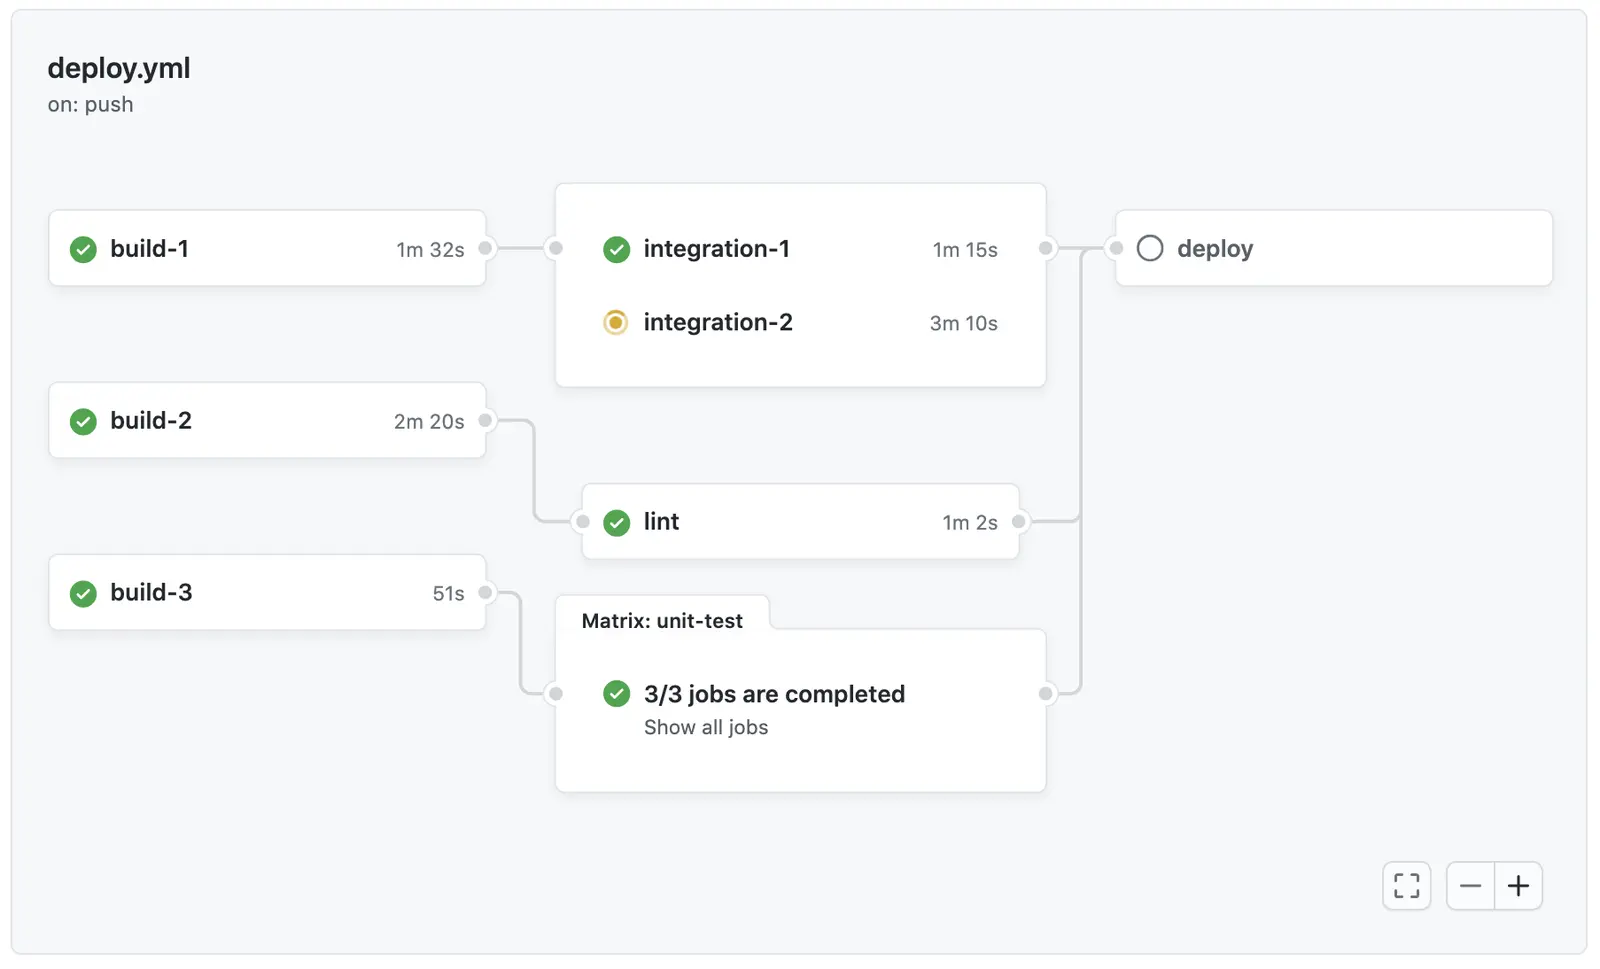 deploy.yml
on: push
build-1 1m 32s
integration-1 1m 15s
integration-2 3m 10s
deploy
build-2 2m 20s
lint 1m 2s
build-3 51s
Matrix: unit-test
3/3 jobs are completed
Show all jobs